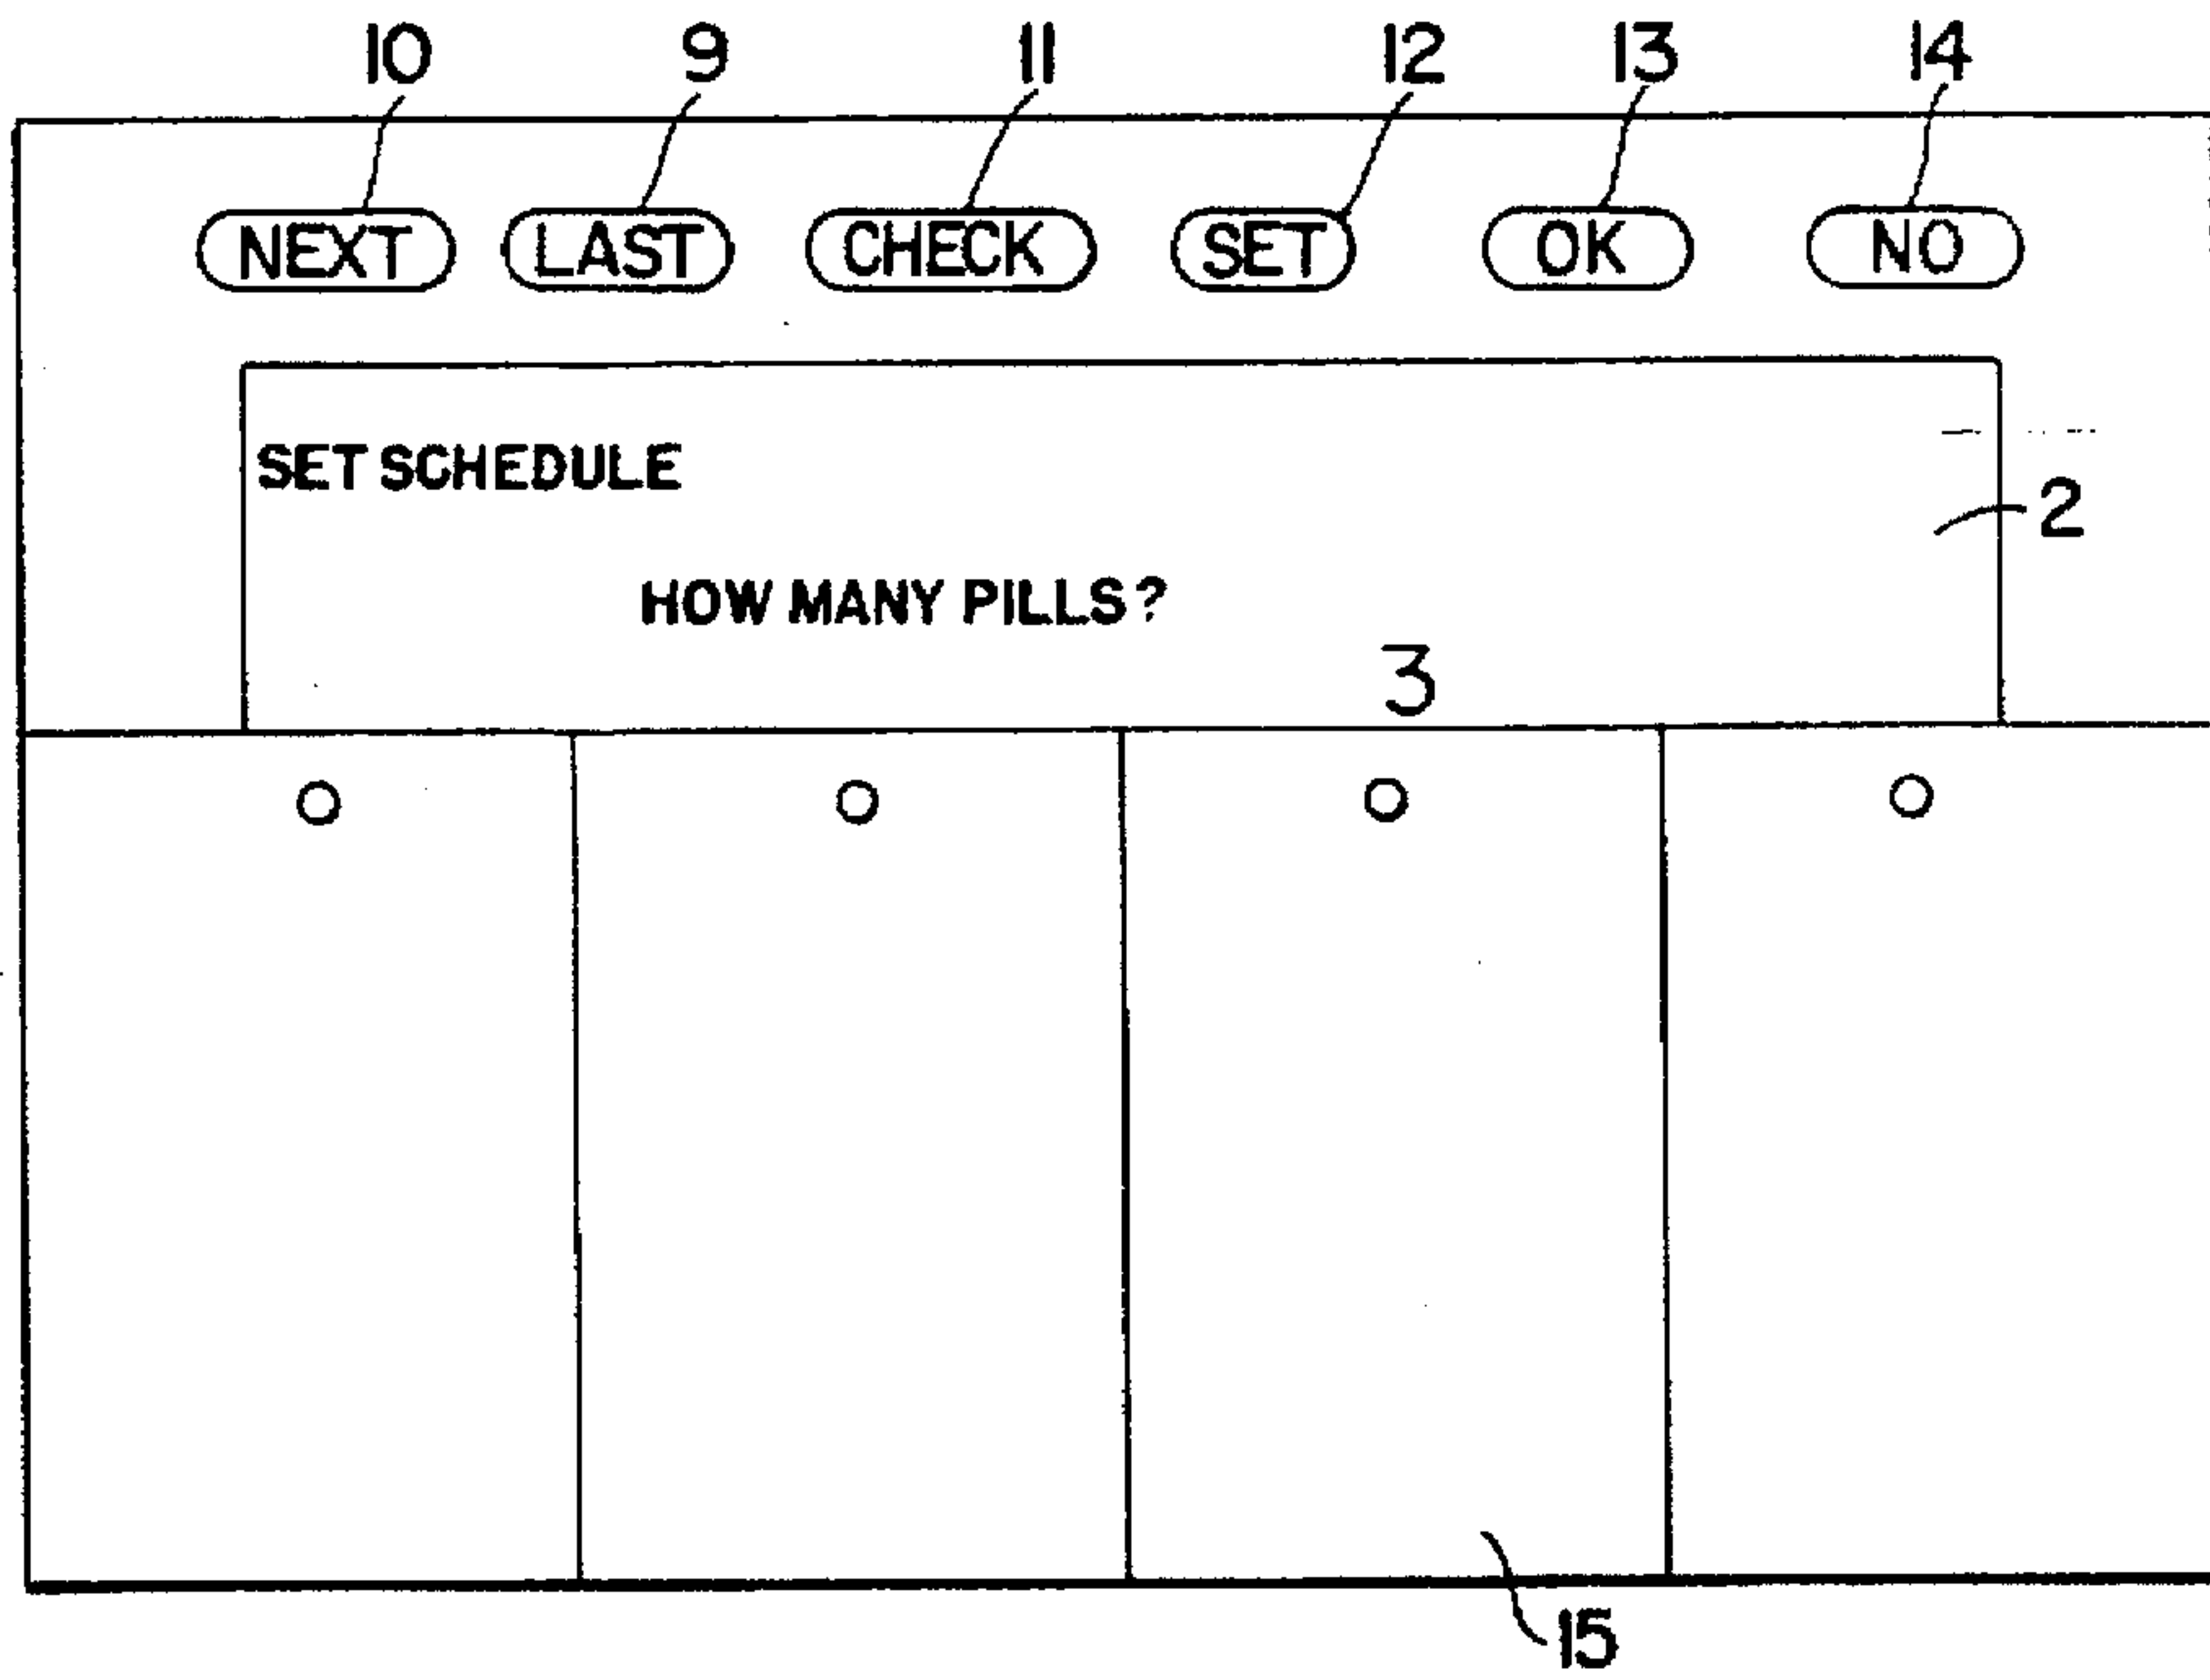 10 9 11 12 13 14
NEXT LAST CHECK SET OK NO
SET SCHEDULE
2
HOW MANY PILLS?
3
15